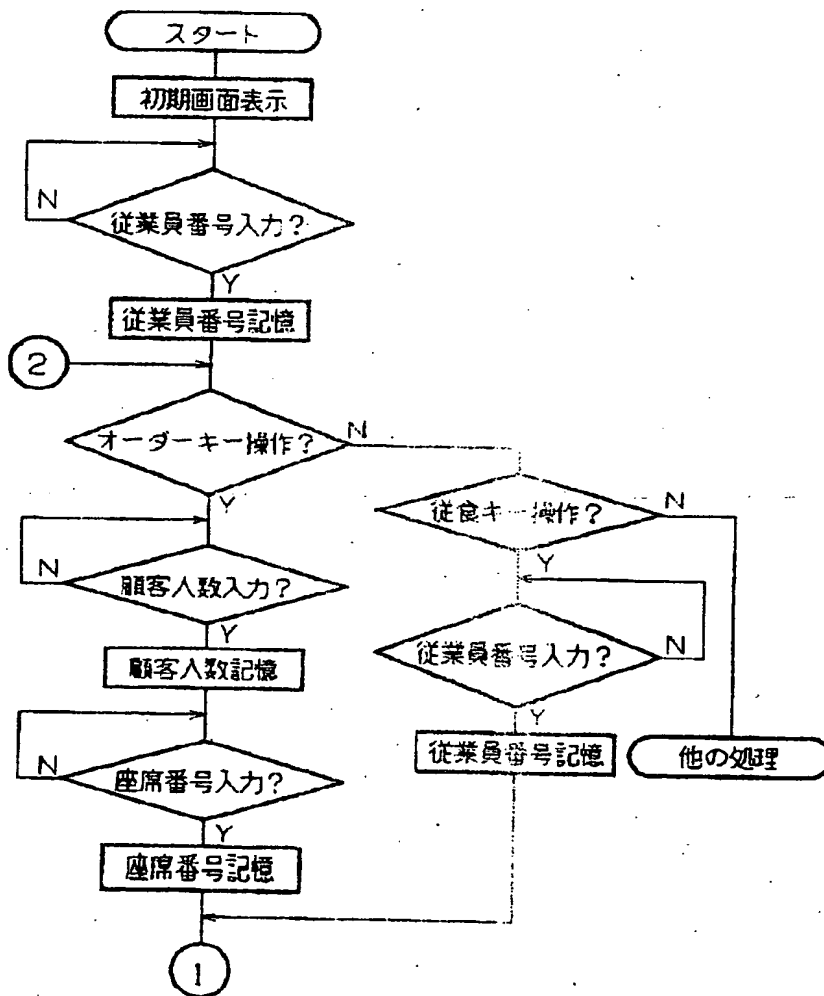 スタート
初期画面表示
N
従業員番号入力?
Y
従業員番号記憶
2
オーダーキー操作?
N
Y
従食キー操作?
N
Y
N
顧客人数入力?
Y
顧客人数記憶
従業員番号入力?
N
Y
従業員番号記憶
他の処理
N
座席番号入力?
Y
座席番号記憶
1